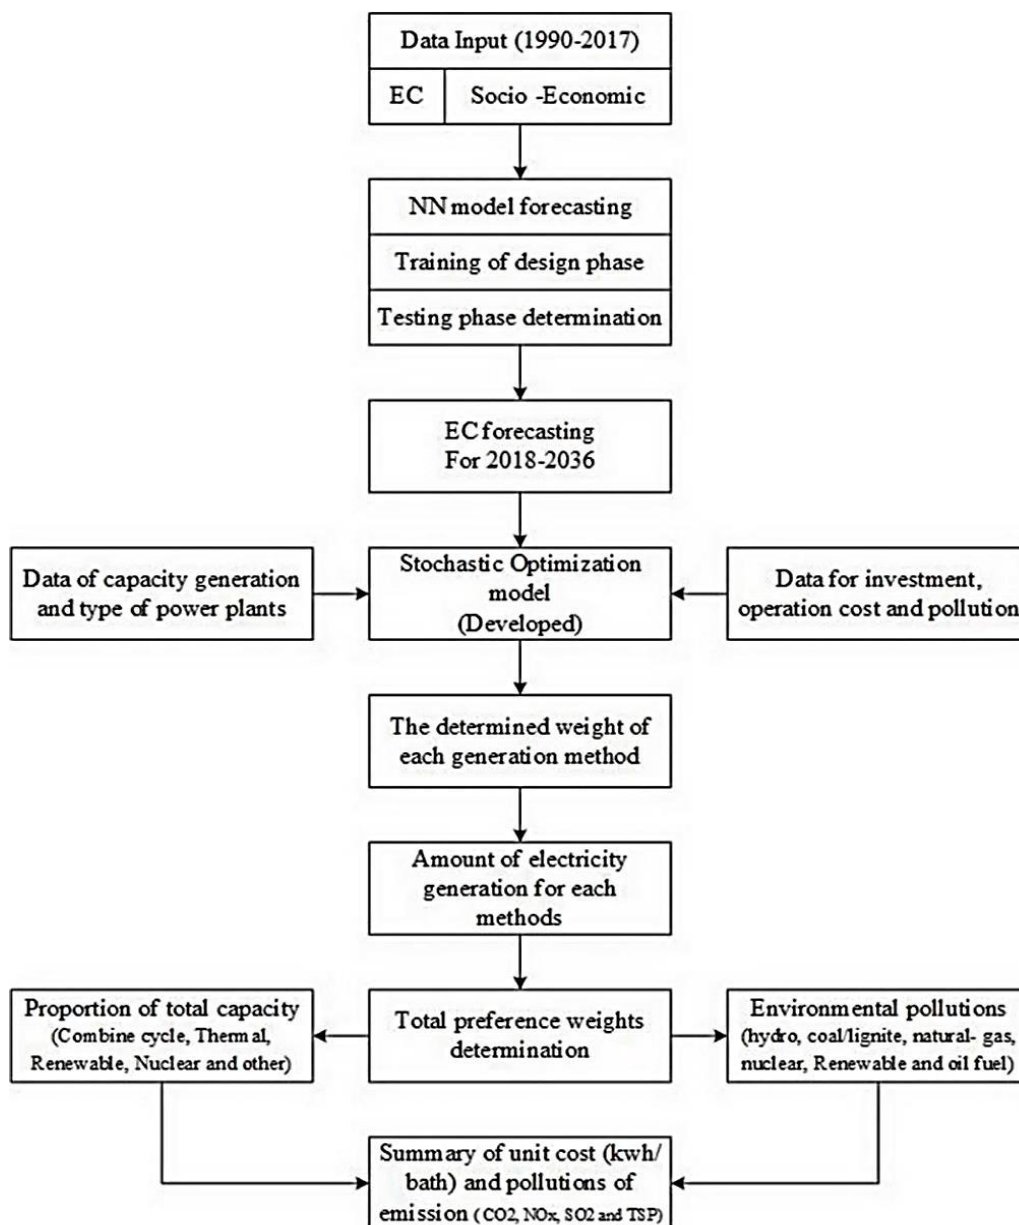 Data Input (1990-2017)
EC
Socio -Economic
NN model forecasting
Training of design phase
Testing phase determination
EC forecasting
For 2018-2036
Data of capacity generation
and type of power plants
Stochastic Optimization
model
(Developed)
Data for investment,
operation cost and pollution
The determined weight of
each generation method
Amount of electricity
generation for each
methods
Proportion of total capacity
(Combine cycle, Thermal,
Renewable, Nuclear and other)
Total preference weights
determination
Environmental pollutions
(hydro, coal/lignite, natural- gas,
nuclear, Renewable and oil fuel)
Summary of unit cost (kwh/
bath) and pollutions of
emission ( CO2, NOx, SO2 and TSP)